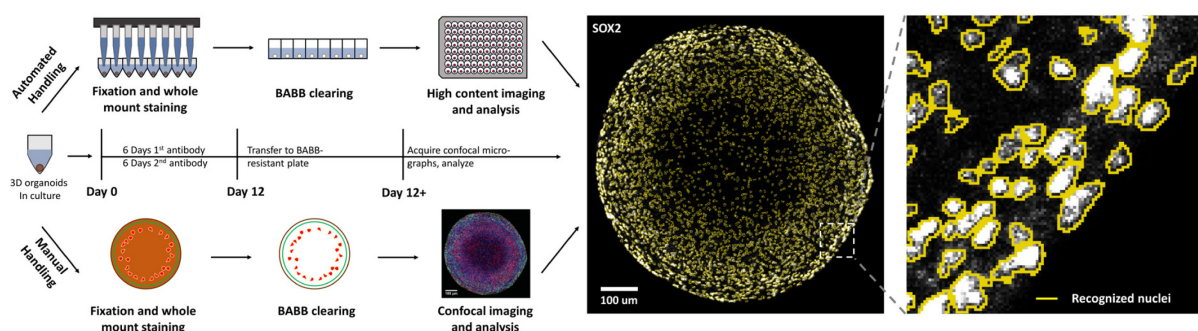 Automated
Handling
Fixation and whole
mount staining
BABB clearing
High content imaging
and analysis
3D organoids
In culture
6 Days 1st antibody
6 Days 2nd antibody
Transfer to BABB-
resistant plate
Acquire confocal micro-
graphs, analyze
Day 0
Day 12
Day 12+
Manual
Handling
Fixation and whole
mount staining
BABB clearing
100 um
Confocal imaging
and analysis
SOX2
100 um
Recognized nuclei